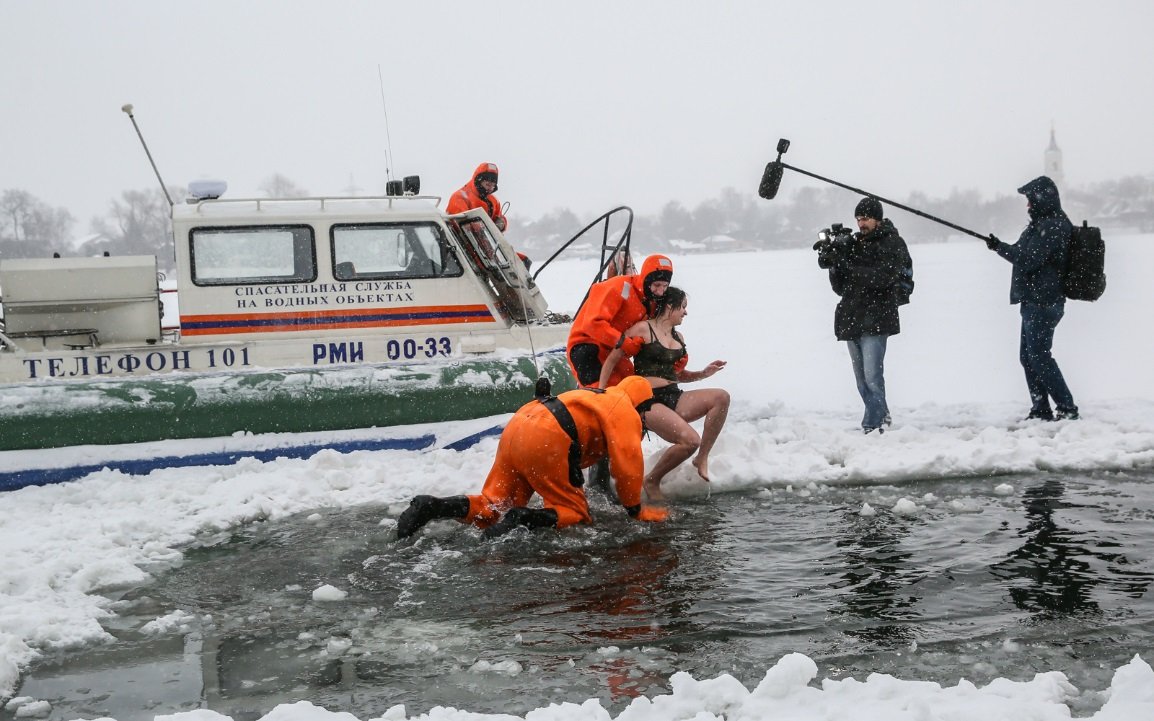 СПАСАТЕЛЬНАЯ СЛУЖБА
НА ВОДНЫХ ОБЪЕКТАХ
ТЕЛЕФОН 101
РМИ 00-33